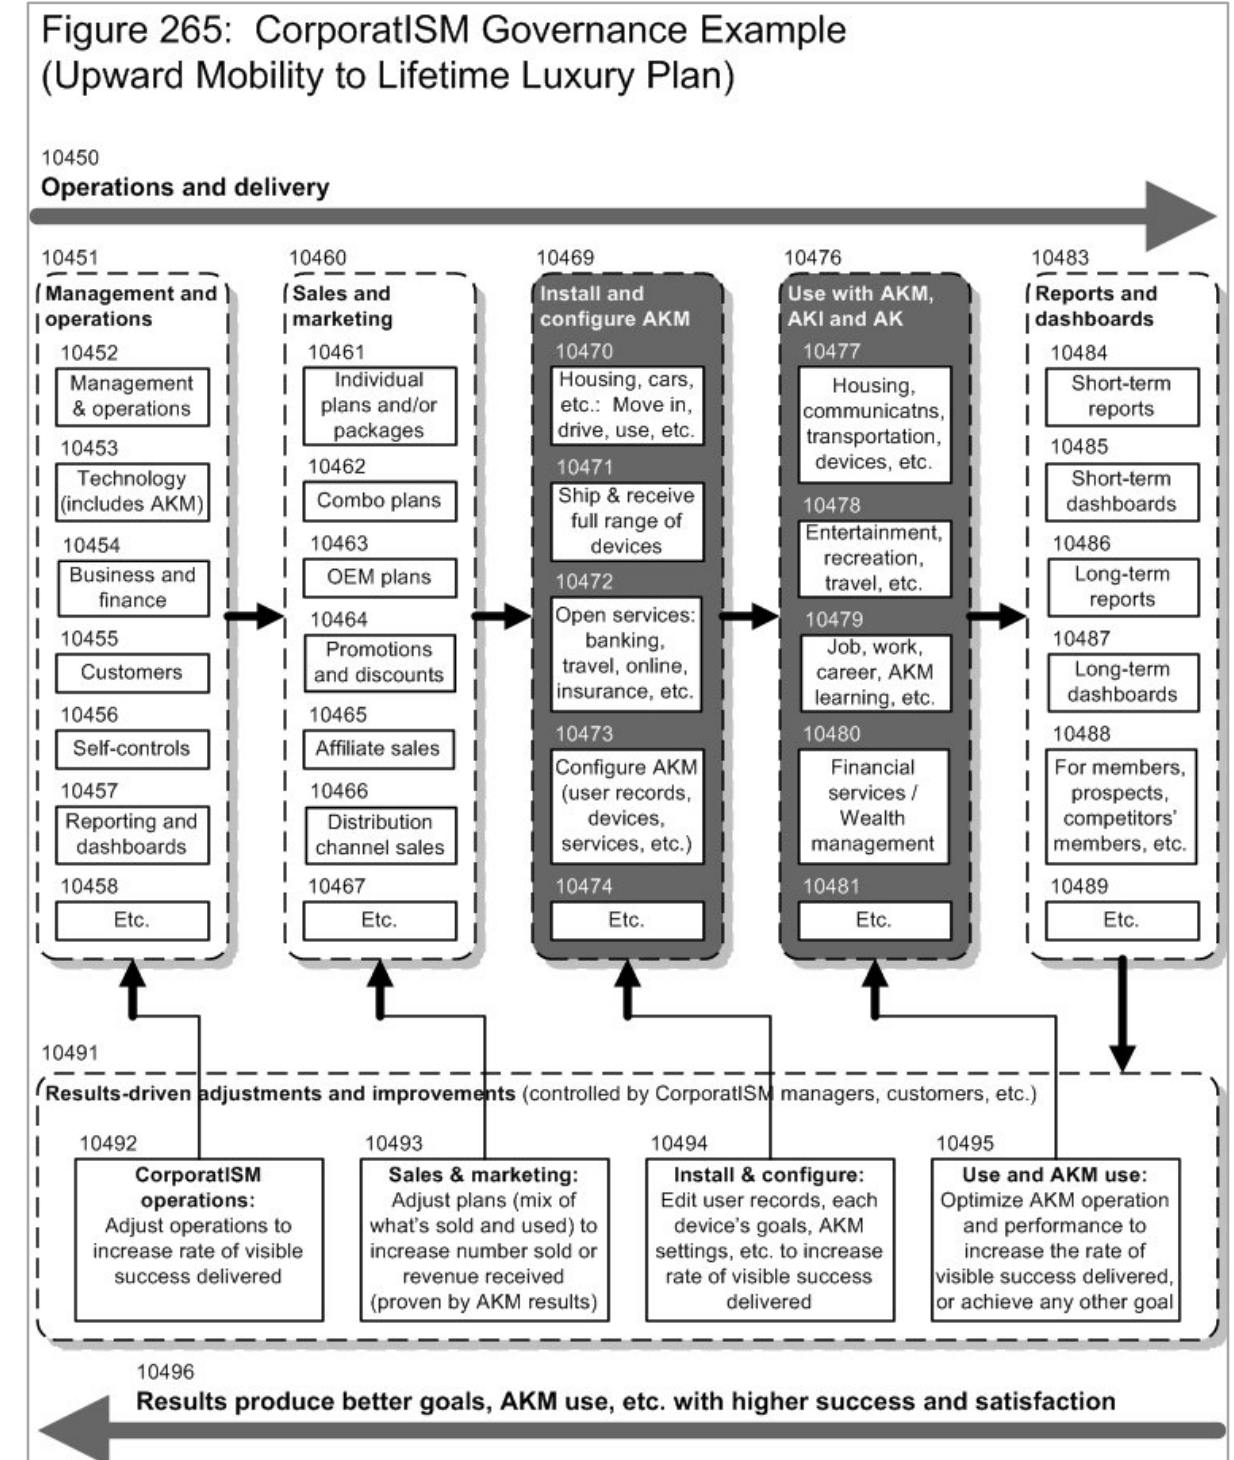 Figure 265:  CorporatISM Governance Example
(Upward Mobility to Lifetime Luxury Plan)
10450
Operations and delivery
10451
Management and
operations
10452
Management
& operations
10453
Technology
(includes AKM)
10454
Business and
finance
10455
Customers
10456
Self-controls
10457
Reporting and
dashboards
10458
Etc.
10460
Sales and
marketing
10461
Individual
plans and/or
packages
10462
Combo plans
10463
OEM plans
10464
Promotions
and discounts
10465
Affiliate sales
10466
Distribution
channel sales
10467
Etc.
10469
Install and
configure AKM
10470
Housing, cars,
etc.:  Move in,
drive, use, etc.
10471
Ship & receive
full range of
devices
10472
Open services:
banking,
travel, online,
insurance, etc.
10473
Configure AKM
(user records,
devices,
services, etc.)
10474
Etc.
10476
Use with AKM,
AKI and AK
10477
Housing,
communicatns,
transportation,
devices, etc.
10478
Entertainment,
recreation,
travel, etc.
10479
Job, work,
career, AKM
learning, etc.
10480
Financial
services /
Wealth
management
10481
Etc.
10483
Reports and
dashboards
10484
Short-term
reports
10485
Short-term
dashboards
10486
Long-term
reports
10487
Long-term
dashboards
10488
For members,
prospects,
competitors'
members, etc.
10489
Etc.
10491
Results-driven adjustments and improvements (controlled by CorporatISM managers, customers, etc.)
10492
CorporatISM
operations:
Adjust operations to
increase rate of visible
success delivered
10493
Sales & marketing:
Adjust plans (mix of
what's sold and used) to
increase number sold or
revenue received
(proven by AKM results)
10494
Install & configure:
Edit user records, each
device's goals, AKM
settings, etc. to increase
rate of visible success
delivered
10495
Use and AKM use:
Optimize AKM operation
and performance to
increase the rate of
visible success delivered,
or achieve any other goal
10496
Results produce better goals, AKM use, etc. with higher success and satisfaction